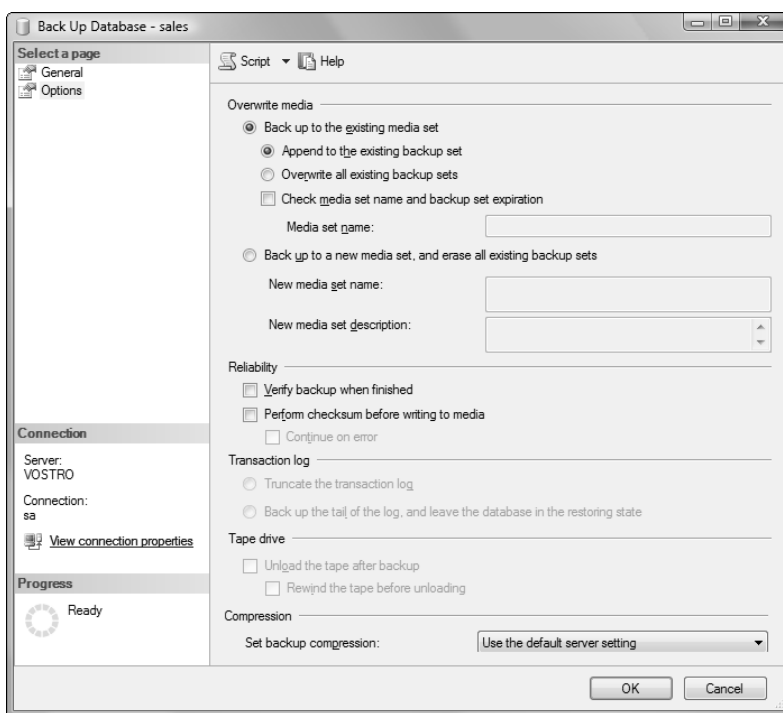 Back Up Database - sales
Select a page
General
Options
Script Help
Overwrite media
Back up to the existing media set
Append to the existing backup set
Overwrite all existing backup sets
Check media set name and backup set expiration
Media set name:
Back up to a new media set, and erase all existing backup sets
New media set name:
New media set description:
Reliability
Verify backup when finished
Perform checksum before writing to media
Continue on error
Transaction log
Truncate the transaction log
Back up the tail of the log, and leave the database in the restoring state
Tape drive
Unload the tape after backup
Rewind the tape before unloading
Compression
Set backup compression: Use the default server setting
Connection
Server:
VOSTRO
Connection:
sa
View connection properties
Progress
Ready
OK Cancel